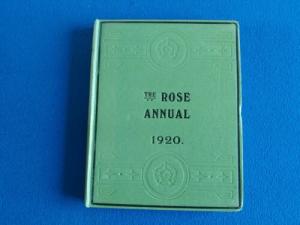 THE ROSE
ANNUAL
1920.